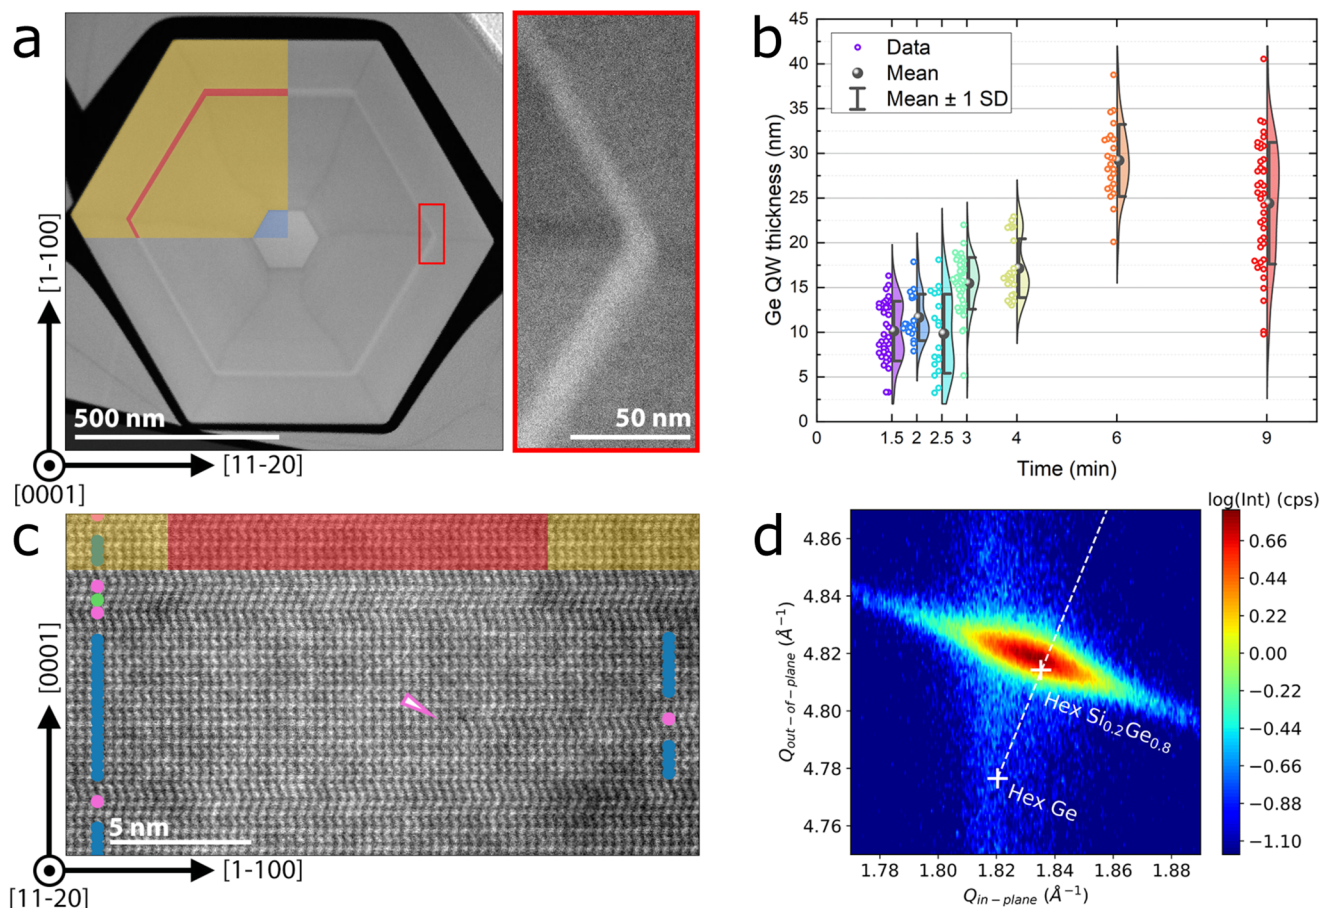 a
500 nm
50 nm
[1-100]
[11-20]
[0001]
b
45
40
35
30
25
20
15
10
5
0
Ge QW thickness (nm)
Data
Mean
Mean ± 1 SD
0
1.5
2
2.5
3
4
6
9
Time (min)
c
5 nm
[0001]
[1-100]
[11-20]
d
log(Int) (cps)
4.86
4.84
4.82
4.80
4.78
4.76
Qout−of−plane (Å⁻¹)
Hex Si0.2Ge0.8
Hex Ge
1.78
1.80
1.82
1.84
1.86
1.88
Qin−plane (Å⁻¹)
0.66
0.44
0.22
0.00
−0.22
−0.44
−0.66
−0.88
−1.10